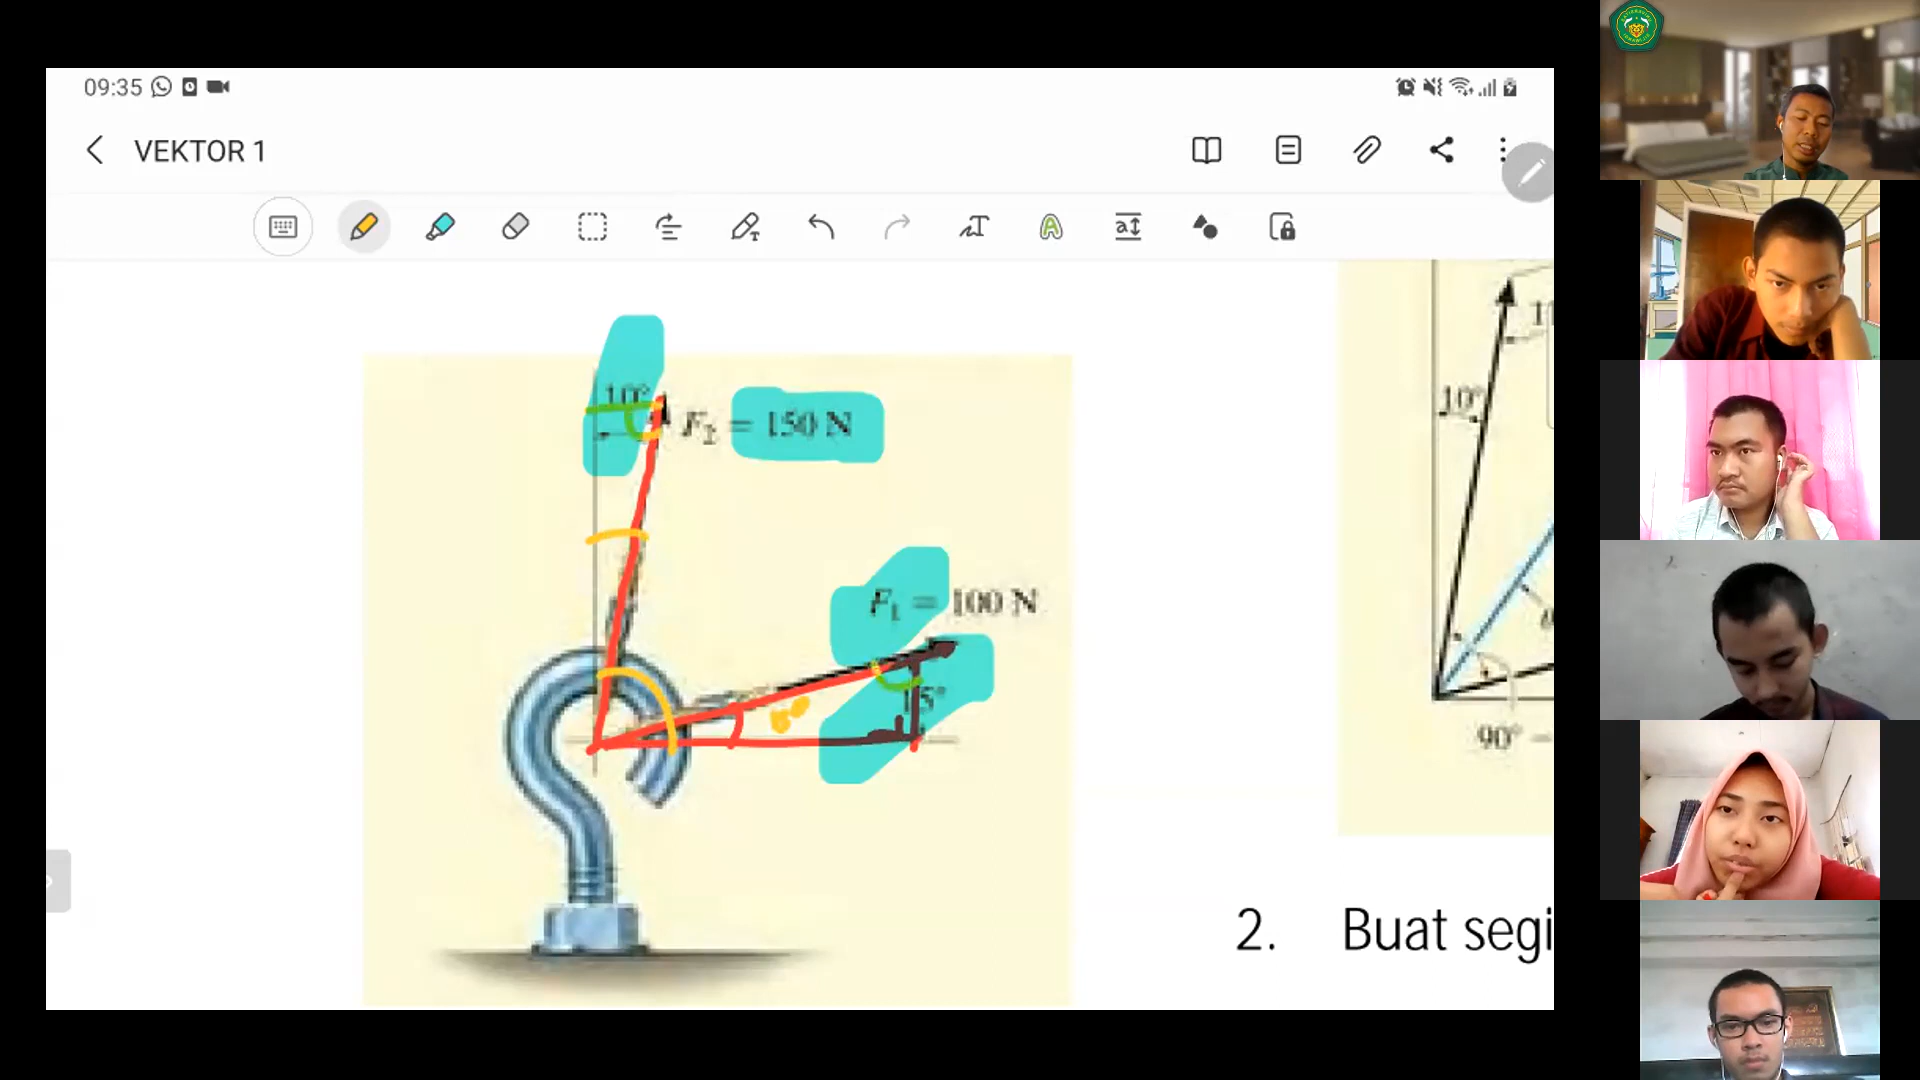 09:35
VEKTOR 1
10°
F₂ = 150 N
F₁ = 100 N
15°
10°
90° –
2. Buat segi